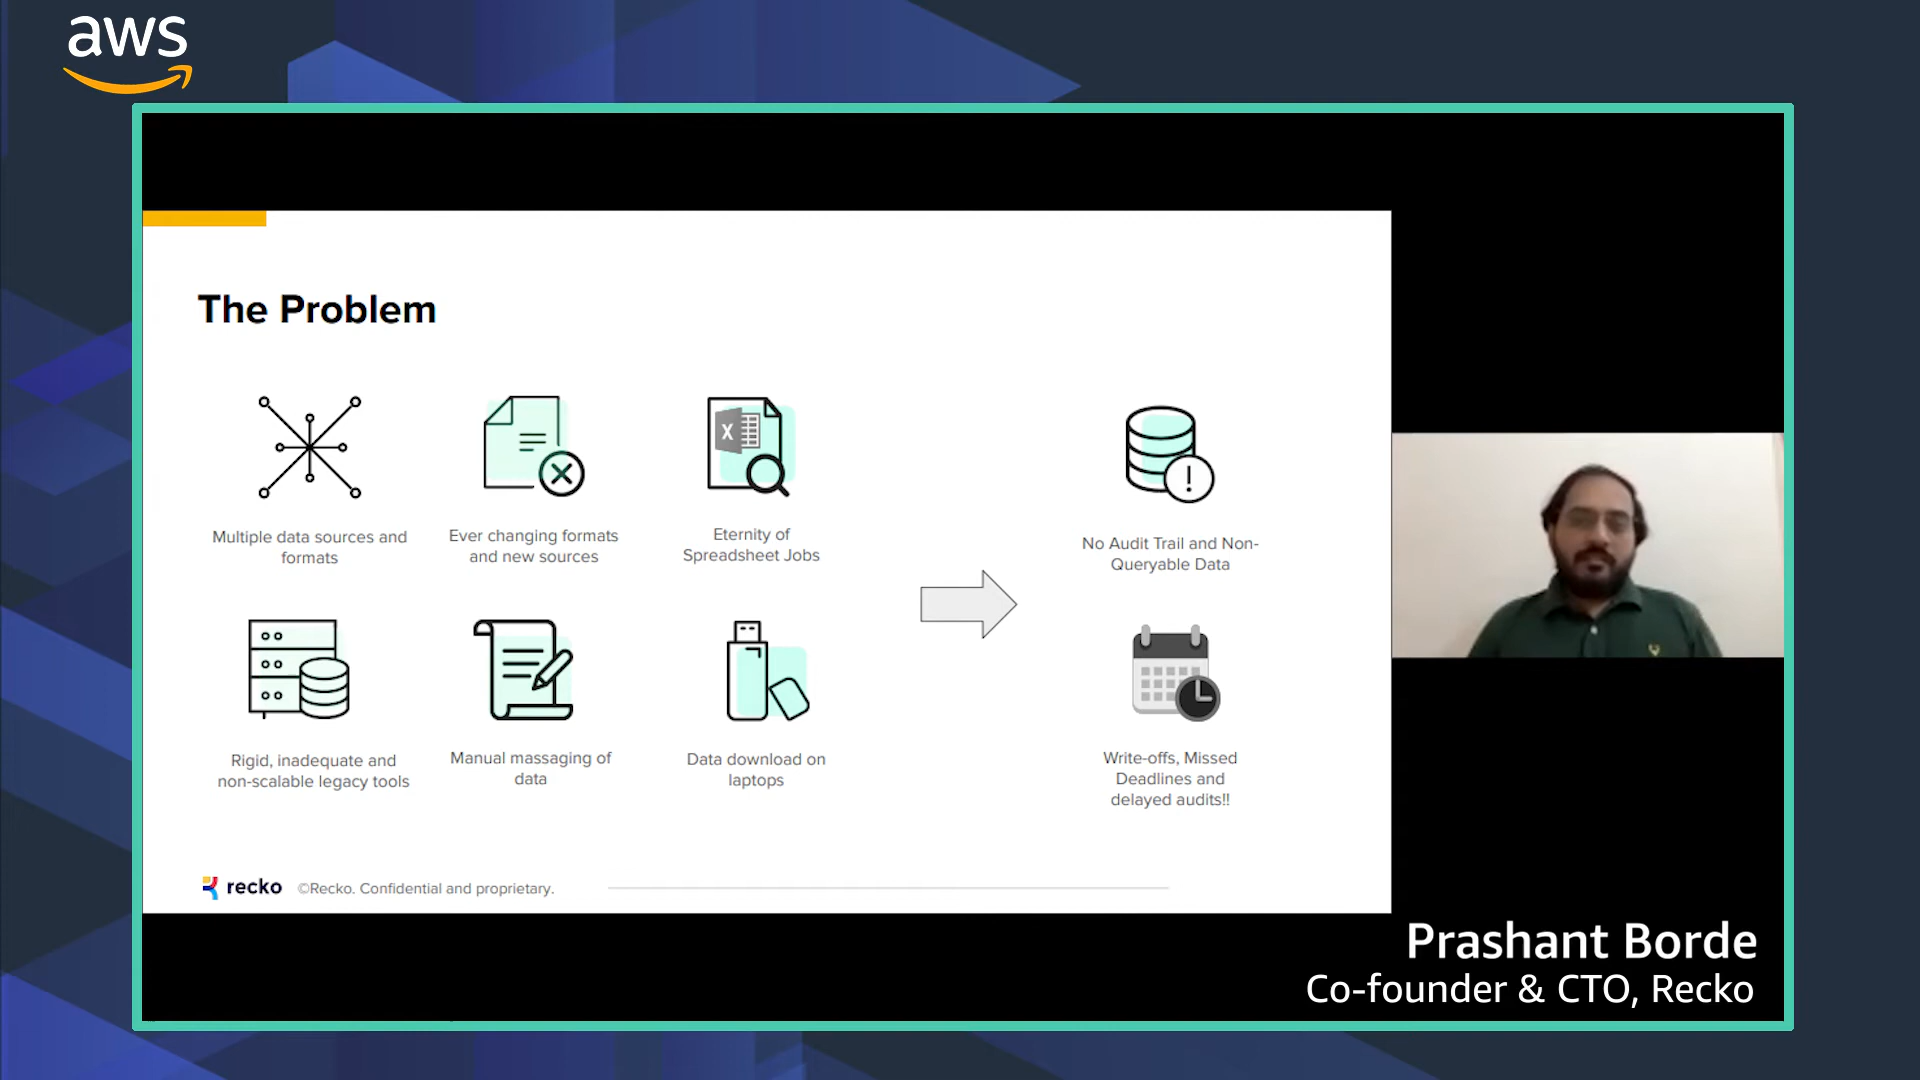 aws
The Problem
Multiple data sources and
formats
Ever changing formats
and new sources
X
Eternity of
Spreadsheet Jobs
!
No Audit Trail and Non-
Queryable Data
Rigid, inadequate and
non-scalable legacy tools
Manual massaging of
data
Data download on
laptops
Write-offs, Missed
Deadlines and
delayed audits!!
recko ©Recko. Confidential and proprietary.
Prashant Borde
Co-founder & CTO, Recko